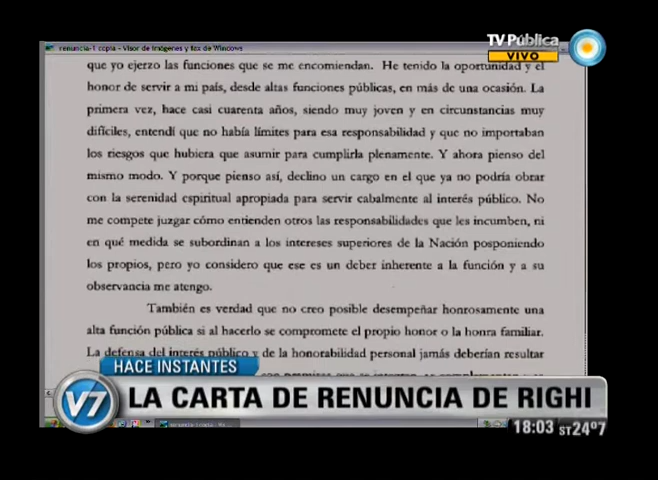 renuncia-1 copia - Visor de imágenes y fax de Windows
TV Pública
VIVO
que yo ejerzo las funciones que se me encomiendan. He tenido la oportunidad y el
honor de servir a mi país, desde altas funciones públicas, en más de una ocasión. La
primera vez, hace casi cuarenta años, siendo muy joven y en circunstancias muy
difíciles, entendí que no había límites para esa responsabilidad y que no importaban
los riesgos que hubiera que asumir para cumplirla plenamente. Y ahora pienso del
mismo modo. Y porque pienso así, declino un cargo en el que ya no podría obrar
con la serenidad espiritual apropiada para servir cabalmente al interés público. No
me compete juzgar cómo entienden otros las responsabilidades que les incumben, ni
en qué medida se subordinan a los intereses superiores de la Nación posponiendo
los propios, pero yo considero que ese es un deber inherente a la función y a su
observancia me atengo.
También es verdad que no creo posible desempeñar honrosamente una
alta función pública si al hacerlo se compromete el propio honor o la honra familiar.
La defensa del interés público y de la honorabilidad personal jamás deberían resultar
HACE INSTANTES
V7
LA CARTA DE RENUNCIA DE RIGHI
18:03 ST24º7